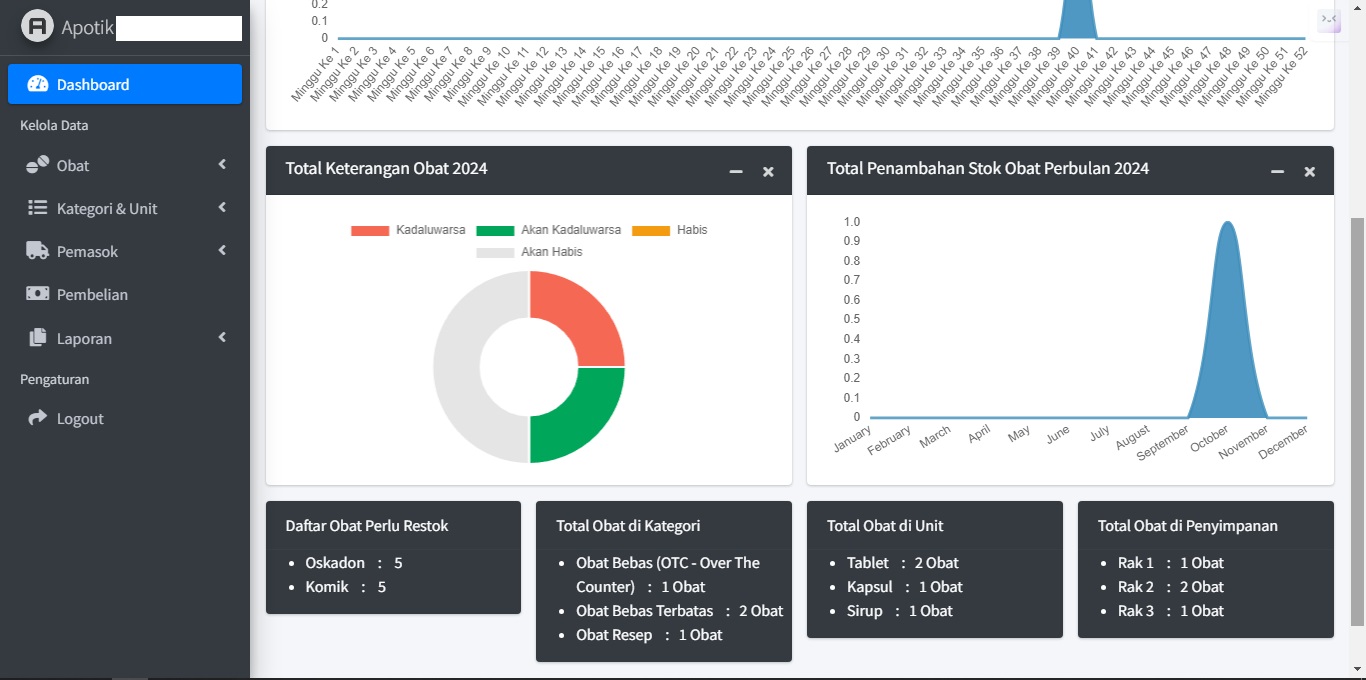 Apotik
Dashboard
Kelola Data
Obat
Kategori & Unit
Pemasok
Pembelian
Laporan
Pengaturan
Logout
0.2
0.1
0
Minggu Ke 1
Minggu Ke 2
Minggu Ke 3
Minggu Ke 4
Minggu Ke 5
Minggu Ke 6
Minggu Ke 7
Minggu Ke 8
Minggu Ke 9
Minggu Ke 10
Minggu Ke 11
Minggu Ke 12
Minggu Ke 13
Minggu Ke 14
Minggu Ke 15
Minggu Ke 16
Minggu Ke 17
Minggu Ke 18
Minggu Ke 19
Minggu Ke 20
Minggu Ke 21
Minggu Ke 22
Minggu Ke 23
Minggu Ke 24
Minggu Ke 25
Minggu Ke 26
Minggu Ke 27
Minggu Ke 28
Minggu Ke 29
Minggu Ke 30
Minggu Ke 31
Minggu Ke 32
Minggu Ke 33
Minggu Ke 34
Minggu Ke 35
Minggu Ke 36
Minggu Ke 37
Minggu Ke 38
Minggu Ke 39
Minggu Ke 40
Minggu Ke 41
Minggu Ke 42
Minggu Ke 43
Minggu Ke 44
Minggu Ke 45
Minggu Ke 46
Minggu Ke 47
Minggu Ke 48
Minggu Ke 49
Minggu Ke 50
Minggu Ke 51
Minggu Ke 52
Total Keterangan Obat 2024
Kadaluwarsa Akan Kadaluwarsa Habis
Akan Habis
Total Penambahan Stok Obat Perbulan 2024
1.0
0.9
0.8
0.7
0.6
0.5
0.4
0.3
0.2
0.1
0
January
February
March
April
May
June
July
August
September
October
November
December
Daftar Obat Perlu Restok
Oskadon : 5
Komik : 5
Total Obat di Kategori
Obat Bebas (OTC - Over The
Counter) : 1 Obat
Obat Bebas Terbatas : 2 Obat
Obat Resep : 1 Obat
Total Obat di Unit
Tablet : 2 Obat
Kapsul : 1 Obat
Sirup : 1 Obat
Total Obat di Penyimpanan
Rak 1 : 1 Obat
Rak 2 : 2 Obat
Rak 3 : 1 Obat